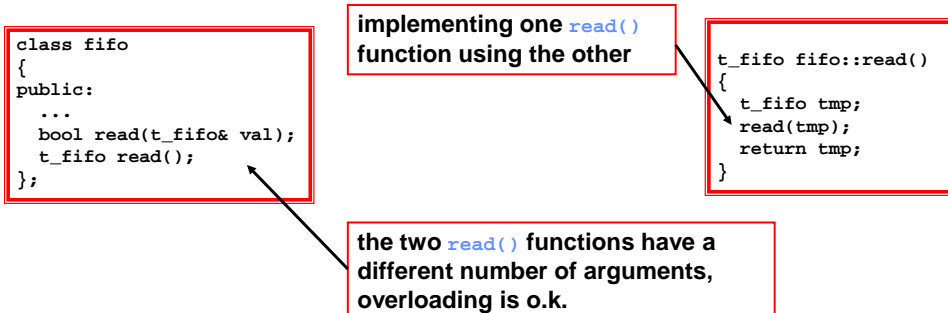 class fifo
{
public:
  ...
  bool read(t_fifo& val);
  t_fifo read();
};
implementing one read()
function using the other
t_fifo fifo::read()
{
  t_fifo tmp;
  read(tmp);
  return tmp;
}
the two read() functions have a
different number of arguments,
overloading is o.k.